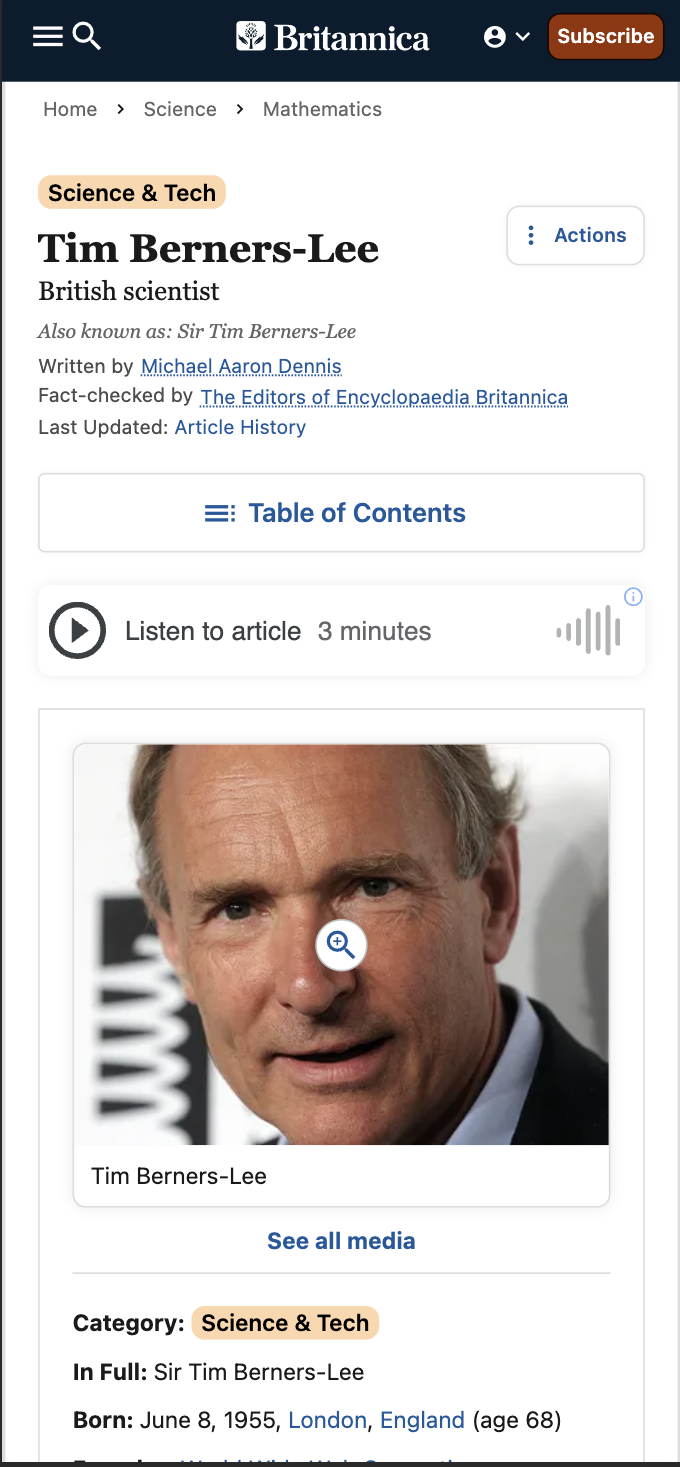 Britannica
Subscribe
Home > Science > Mathematics
Science & Tech
Tim Berners-Lee
Actions
British scientist
Also known as: Sir Tim Berners-Lee
Written by Michael Aaron Dennis
Fact-checked by The Editors of Encyclopaedia Britannica
Last Updated: Article History
Table of Contents
Listen to article 3 minutes
Tim Berners-Lee
See all media
Category: Science & Tech
In Full: Sir Tim Berners-Lee
Born: June 8, 1955, London, England (age 68)